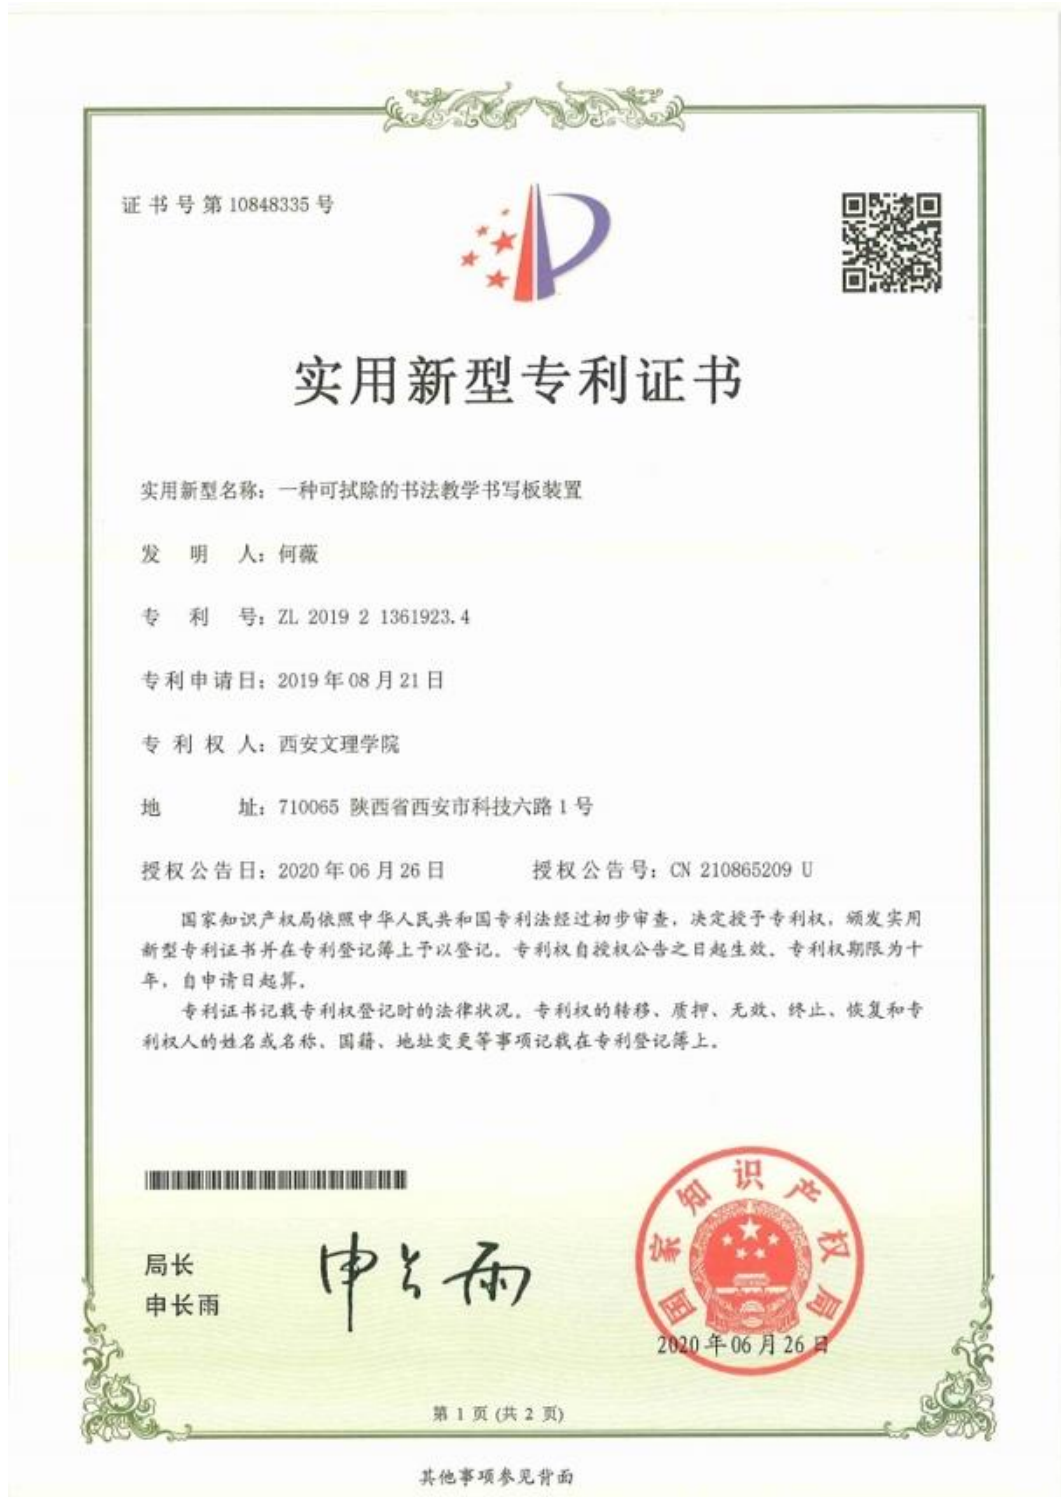 证书号第10848335号
实用新型专利证书
实用新型名称：一种可拭除的书法教学书写板装置
发明人：何薇
专利号：ZL 2019 2 1361923.4
专利申请日：2019年08月21日
专利权人：西安文理学院
地址：710065 陕西省西安市科技六路1号
授权公告日：2020年06月26日 授权公告号：CN 210865209 U
国家知识产权局依照中华人民共和国专利法经过初步审查，决定授予专利权，颁发实用
新型专利证书并在专利登记簿上予以登记。专利权自授权公告之日起生效。专利权期限为十
年，自申请日起算。
专利证书记载专利权登记时的法律状况。专利权的转移、质押、无效、终止、恢复和专
利权人的姓名或名称、国籍、地址变更等事项记载在专利登记簿上。
局长
申长雨
申长雨
国家知识产权局
2020年06月26日
第 1 页 (共 2 页)
其他事项参见背面